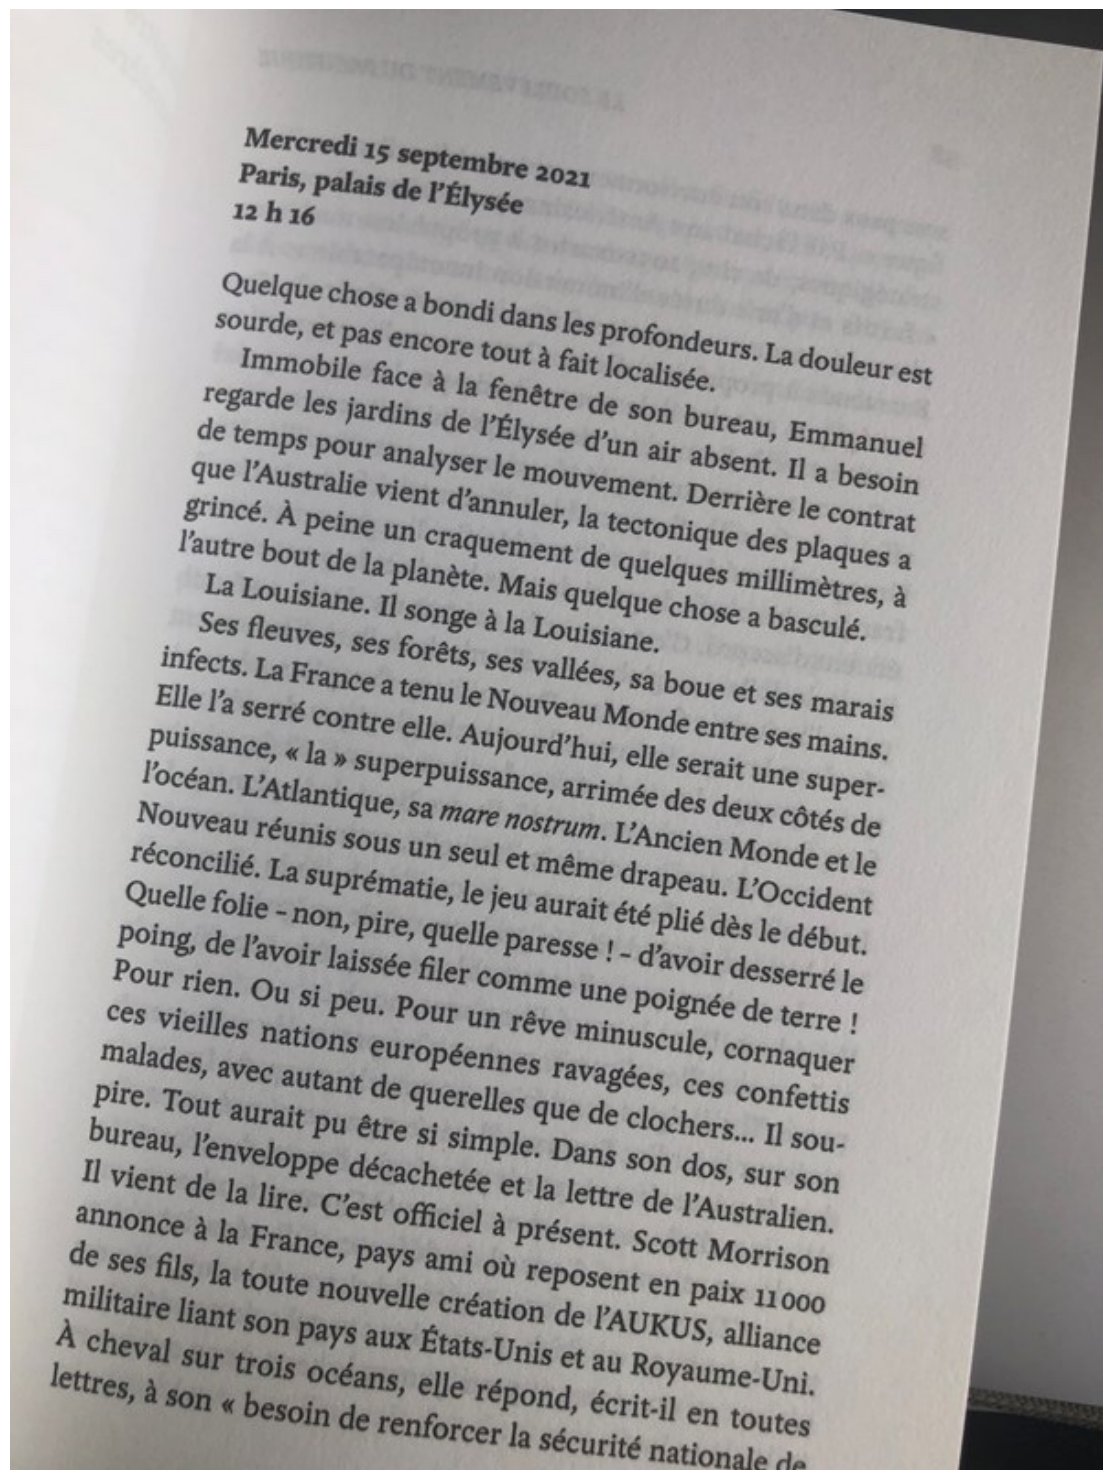 Mercredi 15 septembre 2021
Paris, palais de l’Élysée
12 h 16
Quelque chose a bondi dans les profondeurs. La douleur est
sourde, et pas encore tout à fait localisée.
Immobile face à la fenêtre de son bureau, Emmanuel
regarde les jardins de l’Élysée d’un air absent. Il a besoin
de temps pour analyser le mouvement. Derrière le contrat
que l’Australie vient d’annuler, la tectonique des plaques a
grincé. À peine un craquement de quelques millimètres, à
l’autre bout de la planète. Mais quelque chose a basculé.
La Louisiane. Il songe à la Louisiane.
Ses fleuves, ses forêts, ses vallées, sa boue et ses marais
infects. La France a tenu le Nouveau Monde entre ses mains.
Elle l’a serré contre elle. Aujourd’hui, elle serait une super-
puissance, « la » superpuissance, arrimée des deux côtés de
l’océan. L’Atlantique, sa mare nostrum. L’Ancien Monde et le
Nouveau réunis sous un seul et même drapeau. L’Occident
réconcilié. La suprématie, le jeu aurait été plié dès le début.
Quelle folie – non, pire, quelle paresse ! – d’avoir desserré le
poing, de l’avoir laissée filer comme une poignée de terre !
Pour rien. Ou si peu. Pour un rêve minuscule, cornaquer
ces vieilles nations européennes ravagées, ces confettis
malades, avec autant de querelles que de clochers... Il sou-
pire. Tout aurait pu être si simple. Dans son dos, sur son
bureau, l’enveloppe décachetée et la lettre de l’Australien.
Il vient de la lire. C’est officiel à présent. Scott Morrison
annonce à la France, pays ami où reposent en paix 11 000
de ses fils, la toute nouvelle création de l’AUKUS, alliance
militaire liant son pays aux États-Unis et au Royaume-Uni.
À cheval sur trois océans, elle répond, écrit-il en toutes
lettres, à son « besoin de renforcer la sécurité nationale de